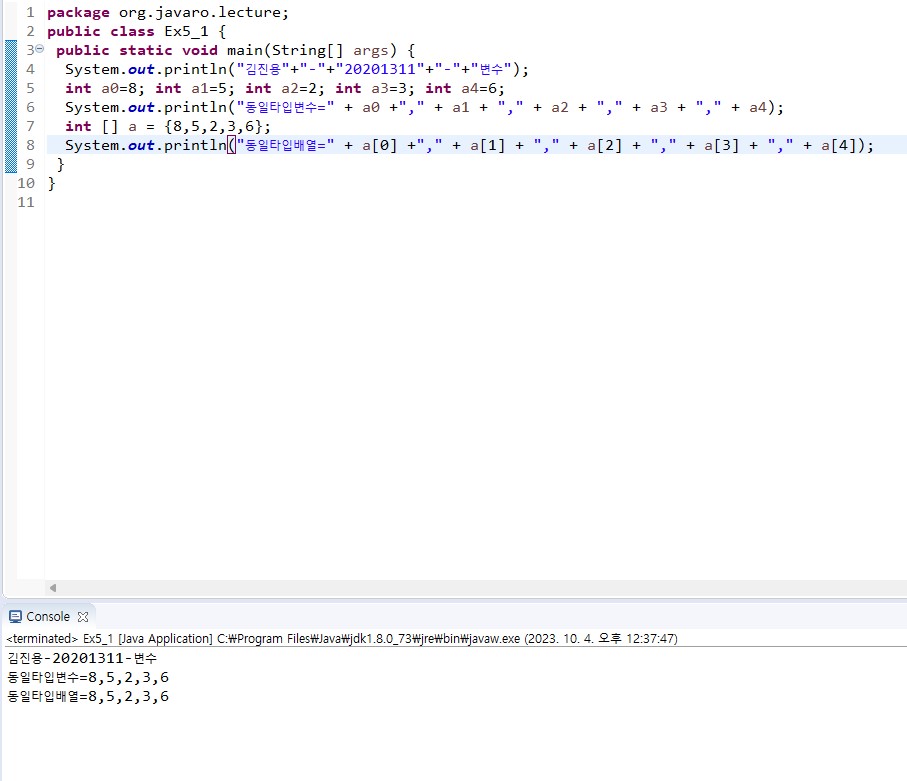 1 package org.javaro.lecture;
2 public class Ex5_1 {
3 public static void main(String[] args) {
4 System.out.println("김진용"+"-"+"20201311"+"-"+"변수");
5 int a0=8; int a1=5; int a2=2; int a3=3; int a4=6;
6 System.out.println("동일타입변수=" + a0 +"," + a1 + "," + a2 + "," + a3 + "," + a4);
7 int [] a = {8,5,2,3,6};
8 System.out.println("동일타입배열=" + a[0] +"," + a[1] + "," + a[2] + "," + a[3] + "," + a[4]);
9 }
10 }
11
Console
<terminated> Ex5_1 [Java Application] C:₩Program Files₩Java₩jdk1.8.0_73₩jre₩bin₩javaw.exe (2023. 10. 4. 오후 12:37:47)
김진용-20201311-변수
동일타입변수=8,5,2,3,6
동일타입배열=8,5,2,3,6